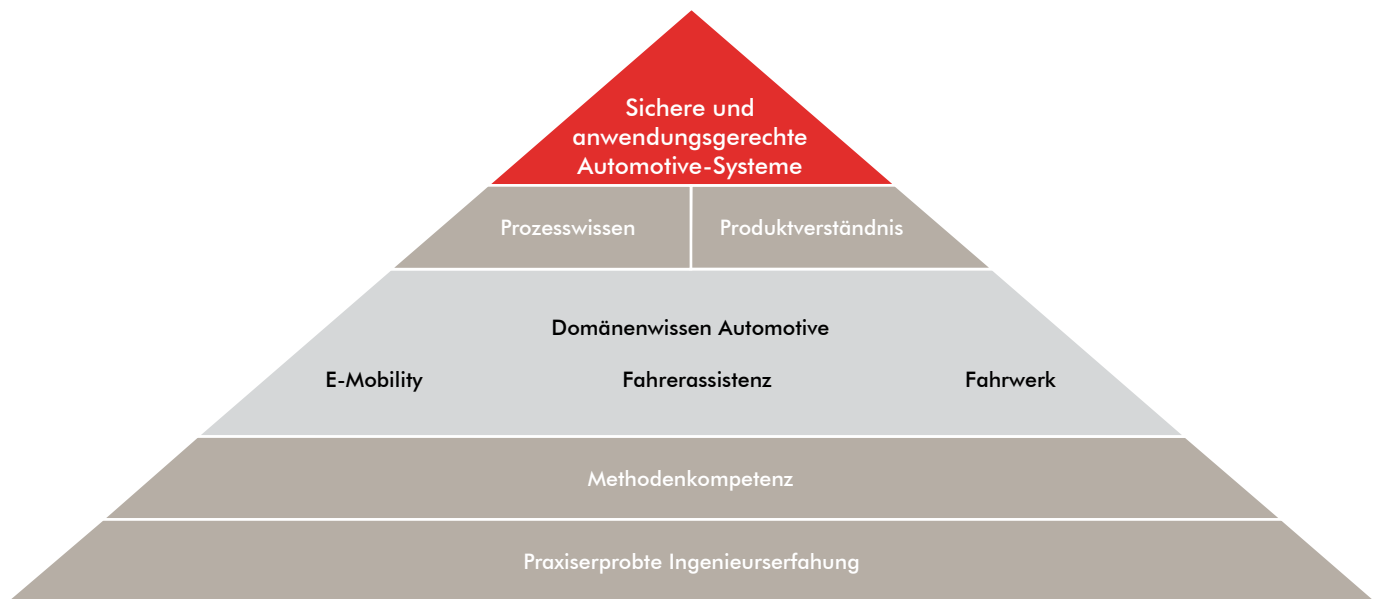 Sichere und
anwendungsgerechte
Automotive-Systeme
Prozesswissen
Produktverständnis
Domänenwissen Automotive
E-Mobility
Fahrerassistenz
Fahrwerk
Methodenkompetenz
Praxiserprobte Ingenieurserfahung